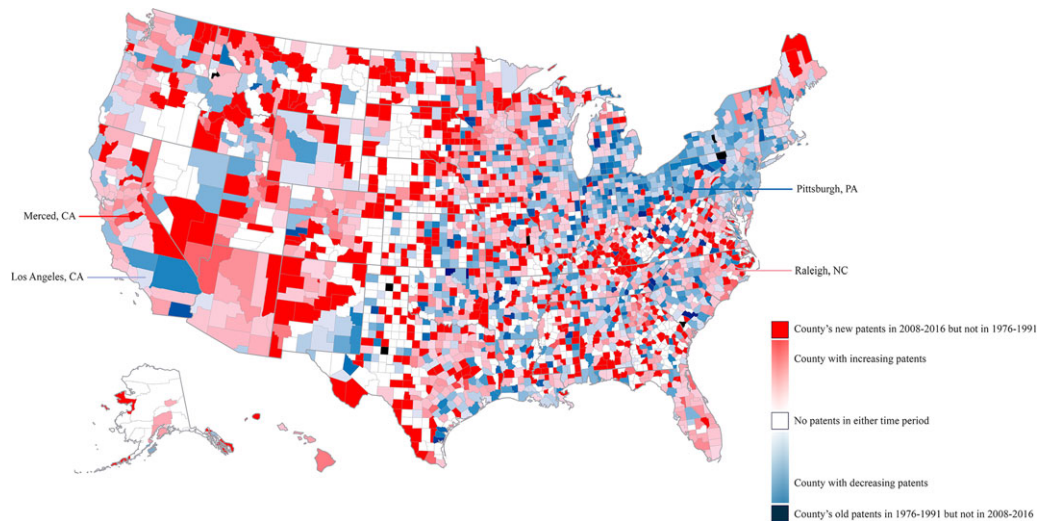 Pittsburgh, PA
Merced, CA
Los Angeles, CA
Raleigh, NC
County's new patents in 2008-2016 but not in 1976-1991
County with increasing patents
No patents in either time period
County with decreasing patents
County's old patents in 1976-1991 but not in 2008-2016